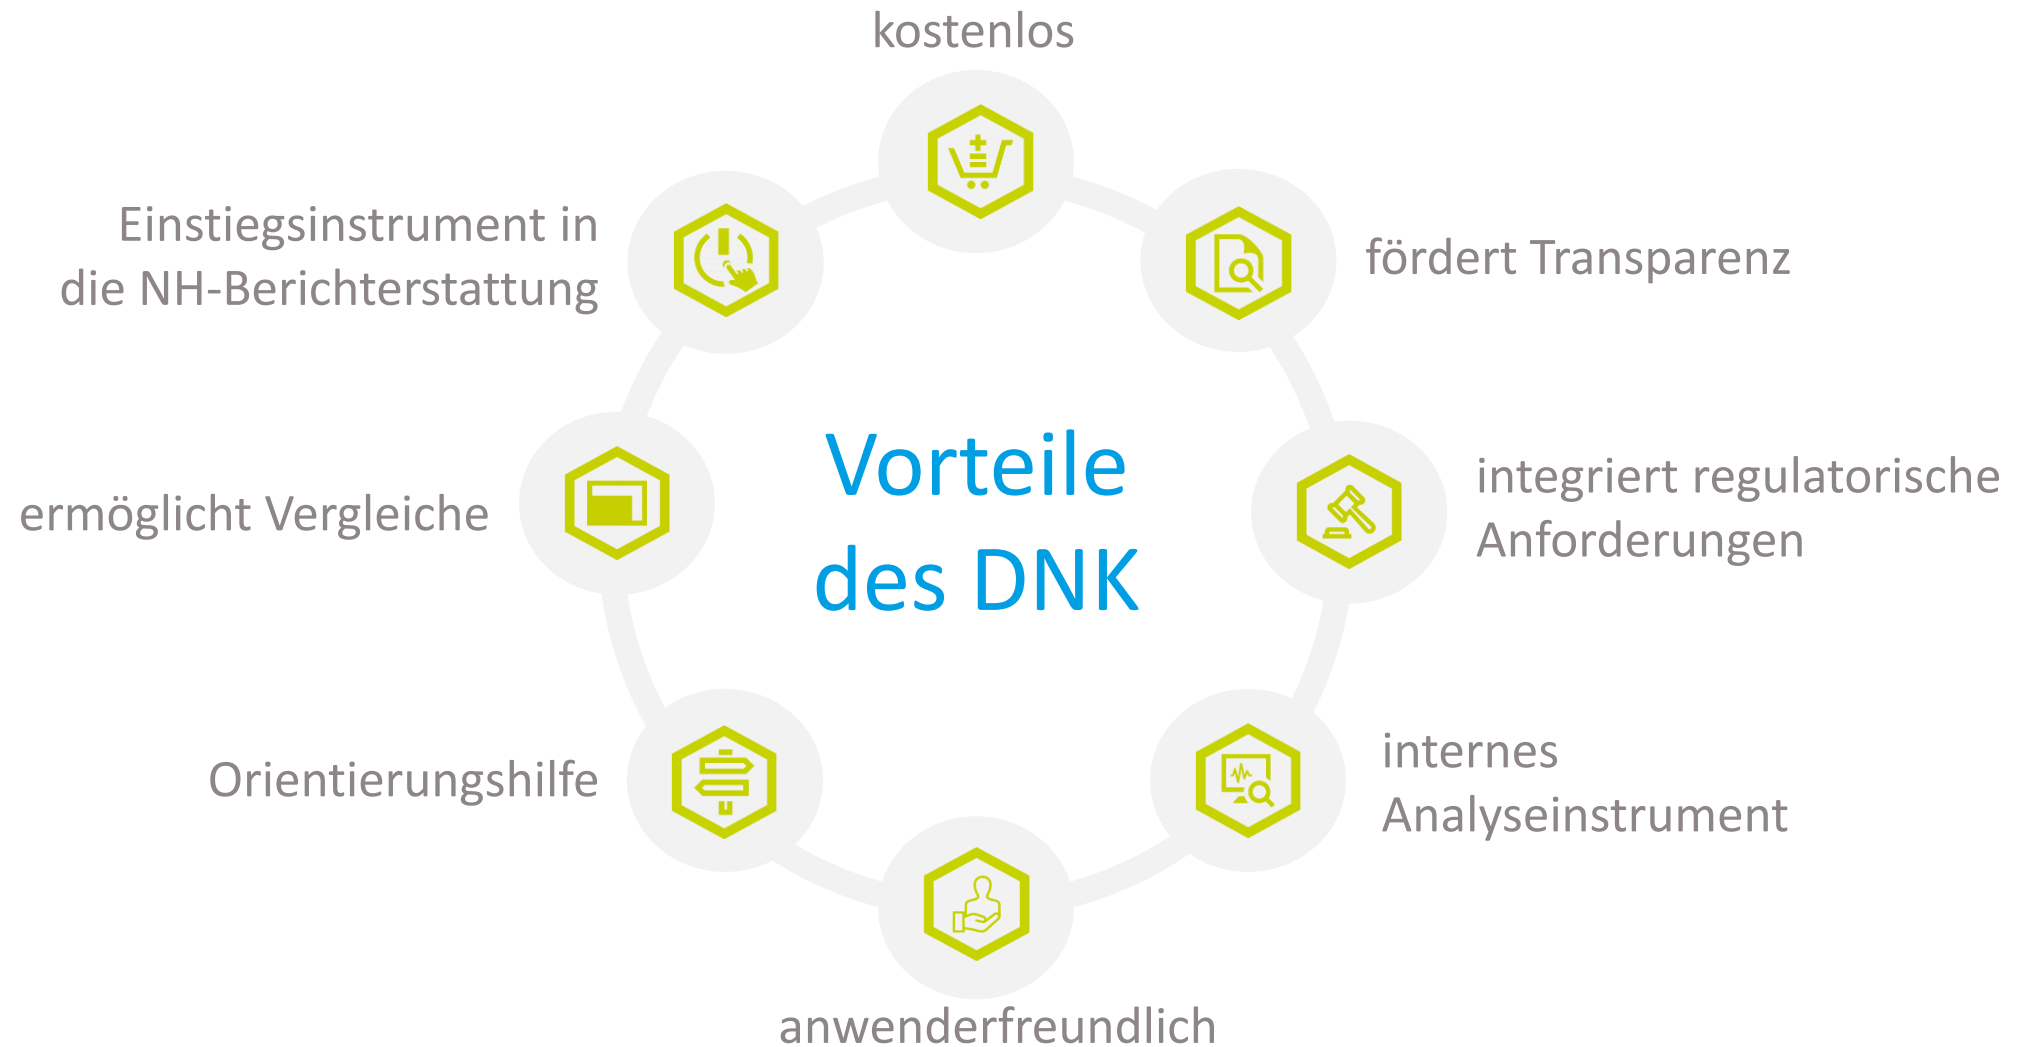 kostenlos
Einstiegsinstrument in
die NH-Berichterstattung
fördert Transparenz
Vorteile
des DNK
ermöglicht Vergleiche
integriert regulatorische
Anforderungen
Orientierungshilfe
internes
Analyseinstrument
anwenderfreundlich